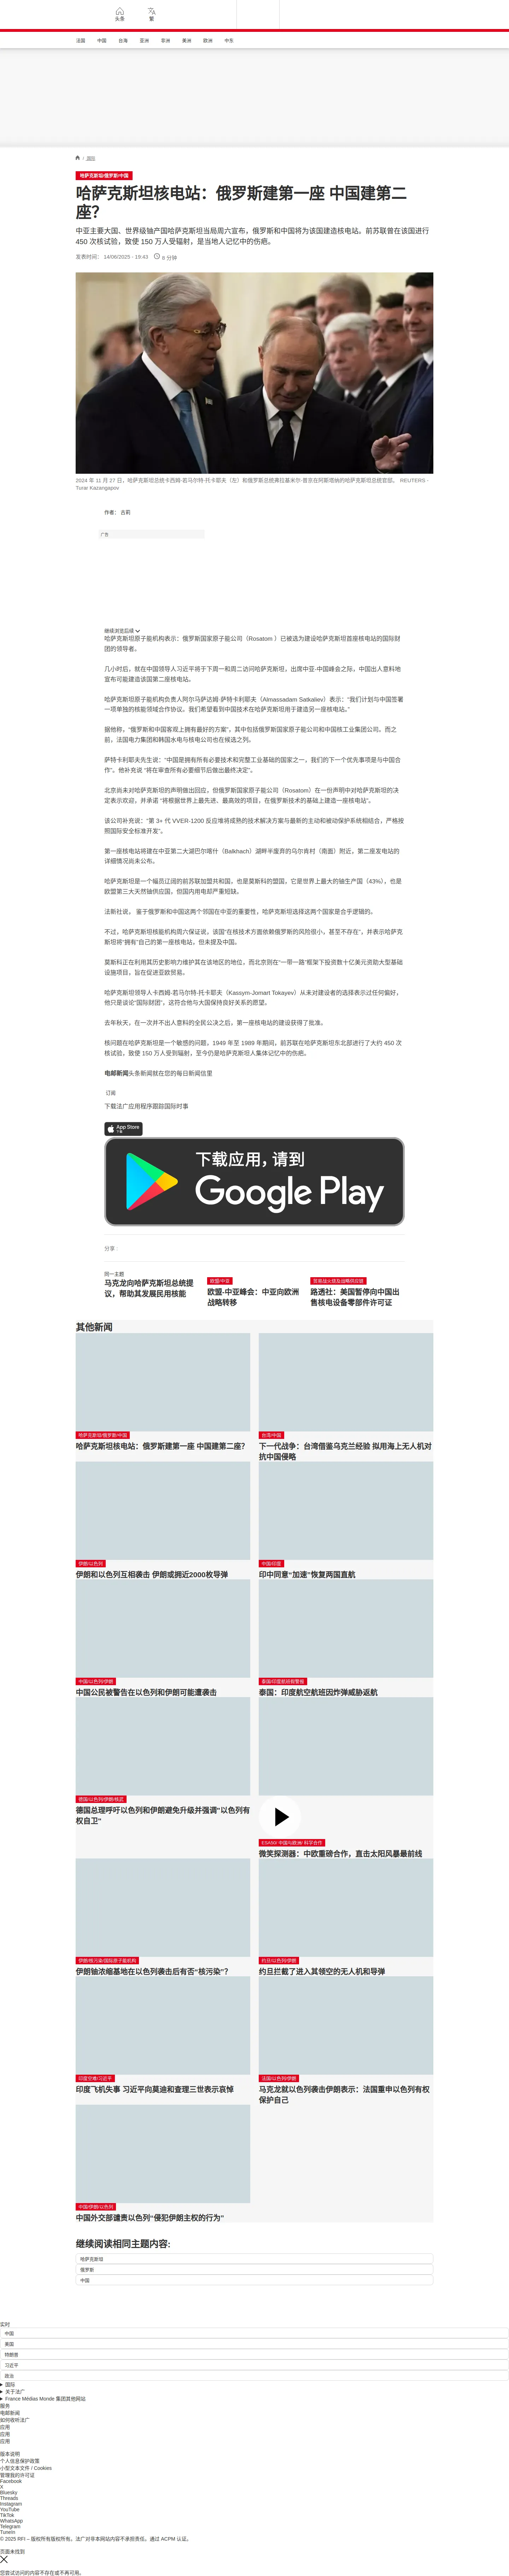 头条
繁
法国
中国
台湾
亚洲
非洲
美洲
欧洲
中东
/ 国际
哈萨克斯坦/俄罗斯/中国
哈萨克斯坦核电站：俄罗斯建第一座 中国建第二
座？
中亚主要大国、世界级铀产国哈萨克斯坦当局周六宣布，俄罗斯和中国将为该国建造核电站。前苏联曾在该国进行
450 次核试验，致使 150 万人受辐射，是当地人记忆中的伤疤。
发表时间： 14/06/2025 - 19:43 8 分钟
2024 年 11 月 27 日，哈萨克斯坦总统卡西姆-若马尔特-托卡耶夫（左）和俄罗斯总统弗拉基米尔-普京在阿斯塔纳的哈萨克斯坦总统官邸。 REUTERS -
Turar Kazangapov
作者： 古莉
广告
继续浏览后续
哈萨克斯坦原子能机构表示：俄罗斯国家原子能公司（Rosatom ）已被选为建设哈萨克斯坦首座核电站的国际财
团的领导者。
几小时后，就在中国领导人习近平将于下周一和周二访问哈萨克斯坦，出席中亚-中国峰会之际，中国出人意料地
宣布可能建造该国第二座核电站。
哈萨克斯坦原子能机构负责人阿尔马萨达姆·萨特卡利耶夫（Almassadam Satkaliev）表示：“我们计划与中国签署
一项单独的核能领域合作协议。我们希望看到中国技术在哈萨克斯坦用于建造另一座核电站。”
据他称，“俄罗斯和中国客观上拥有最好的方案”，其中包括俄罗斯国家原子能公司和中国核工业集团公司。而之
前，法国电力集团和韩国水电与核电公司也在候选之列。
萨特卡利耶夫先生说：“中国是拥有所有必要技术和完整工业基础的国家之一，我们的下一个优先事项是与中国合
作”。他补充说 “将在审查所有必要细节后做出最终决定”。
北京尚未对哈萨克斯坦的声明做出回应，但俄罗斯国家原子能公司（Rosatom）在一份声明中对哈萨克斯坦的决
定表示欢迎，并承诺 “将根据世界上最先进、最高效的项目，在俄罗斯技术的基础上建造一座核电站”。
该公司补充说：“第 3+ 代 VVER-1200 反应堆将成熟的技术解决方案与最新的主动和被动保护系统相结合，严格按
照国际安全标准开发”。
第一座核电站将建在中亚第二大湖巴尔喀什（Balkhach）湖畔半废弃的乌尔肯村（南面）附近，第二座发电站的
详细情况尚未公布。
哈萨克斯坦是一个幅员辽阔的前苏联加盟共和国，也是莫斯科的盟国，它是世界上最大的铀生产国（43%），也是
欧盟第三大天然铀供应国，但国内用电却严重短缺。
法新社说， 鉴于俄罗斯和中国这两个邻国在中亚的重要性，哈萨克斯坦选择这两个国家是合乎逻辑的。
不过，哈萨克斯坦核能机构周六保证说，该国“在核技术方面依赖俄罗斯的风险很小，甚至不存在”，并表示哈萨克
斯坦将“拥有”自己的第一座核电站，但未提及中国。
莫斯科正在利用其历史影响力维护其在该地区的地位，而北京则在“一带一路”框架下投资数十亿美元资助大型基础
设施项目，旨在促进亚欧贸易。
哈萨克斯坦领导人卡西姆-若马尔特-托卡耶夫（Kassym-Jomart Tokayev）从未对建设者的选择表示过任何偏好，
他只是谈论“国际财团”，这符合他与大国保持良好关系的愿望。
去年秋天，在一次并不出人意料的全民公决之后，第一座核电站的建设获得了批准。
核问题在哈萨克斯坦是一个敏感的问题，1949 年至 1989 年期间，前苏联在哈萨克斯坦东北部进行了大约 450 次
核试验，致使 150 万人受到辐射，至今仍是哈萨克斯坦人集体记忆中的伤疤。
电邮新闻头条新闻就在您的每日新闻信里
订阅
下载法广应用程序跟踪国际时事
App Store
下载
下载应用，请到
Google Play
分享 :
同一主题
马克龙向哈萨克斯坦总统提
议，帮助其发展民用核能
欧盟/中亚
欧盟-中亚峰会：中亚向欧洲
战略转移
贸易战火烧及战略供应链
路透社：美国暂停向中国出
售核电设备零部件许可证
其他新闻
哈萨克斯坦/俄罗斯/中国
哈萨克斯坦核电站：俄罗斯建第一座 中国建第二座？
台湾/中国
下一代战争：台湾借鉴乌克兰经验 拟用海上无人机对
抗中国侵略
伊朗/以色列
伊朗和以色列互相袭击 伊朗或拥近2000枚导弹
中国/印度
印中同意“加速”恢复两国直航
中国/以色列/伊朗
中国公民被警告在以色列和伊朗可能遭袭击
泰国/印度航班报警报
泰国：印度航空航班因炸弹威胁返航
德国/以色列/伊朗/核武
德国总理呼吁以色列和伊朗避免升级并强调“以色列有
权自卫”
ESA50/ 中国与欧洲/ 科学合作
微笑探测器：中欧重磅合作，直击太阳风暴最前线
伊朗/核污染/国际原子能机构
伊朗铀浓缩基地在以色列袭击后有否“核污染”？
约旦/以色列/伊朗
约旦拦截了进入其领空的无人机和导弹
印度空难/习近平
印度飞机失事 习近平向莫迪和查理三世表示哀悼
法国/以色列/伊朗
马克龙就以色列袭击伊朗表示：法国重申以色列有权
保护自己
中国/伊朗/以色列
中国外交部谴责以色列“侵犯伊朗主权的行为”
继续阅读相同主题内容:
哈萨克斯坦
俄罗斯
中国
实时
中国
美国
特朗普
习近平
政治
国际
关于法广
France Médias Monde 集团其他网站
服务
电邮新闻
如何收听法广
应用
应用
应用
版本说明
个人信息保护政策
小型文本文件 / Cookies
管理我的许可证
Facebook
X
Bluesky
Threads
Instagram
YouTube
TikTok
WhatsApp
Telegram
TuneIn
© 2025 RFI – 版权所有版权所有。法广对非本网站内容不承担责任。通过 ACPM 认证。
页面未找到
您尝试访问的内容不存在或不再可用。